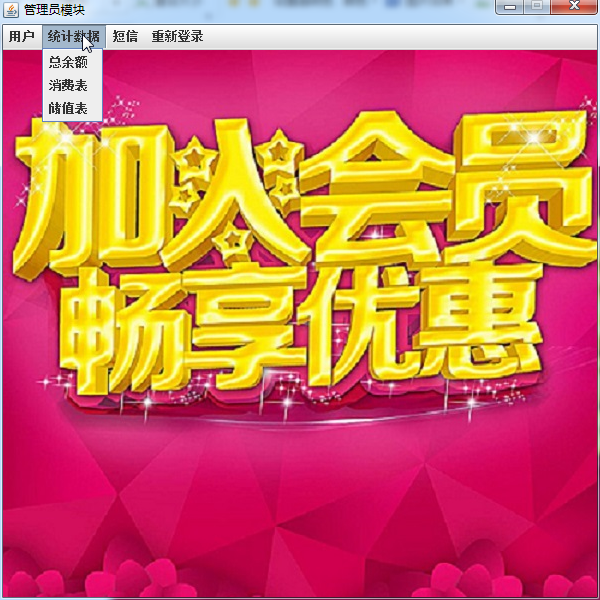 管理员模块
用户 统计数据 短信 重新登录
总余额
消费表
储值表
加入会员
畅享优惠